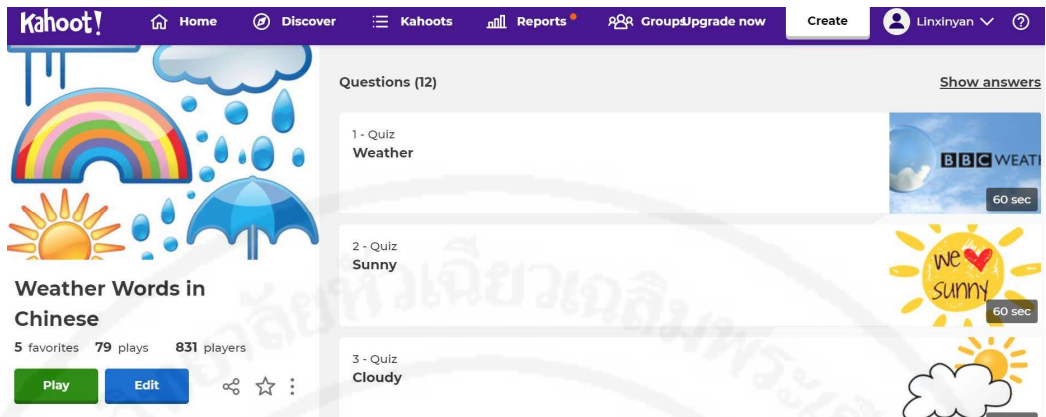 Kahoot!
Home
Discover
Kahoots
Reports
Groups
Upgrade now
Create
Linxinyan
Questions (12)
Show answers
1 - Quiz
Weather
BBC WEATH
60 sec
2 - Quiz
Sunny
we
sunny
60 sec
3 - Quiz
Cloudy
Weather Words in
Chinese
5 favorites 79 plays 831 players
Play
Edit